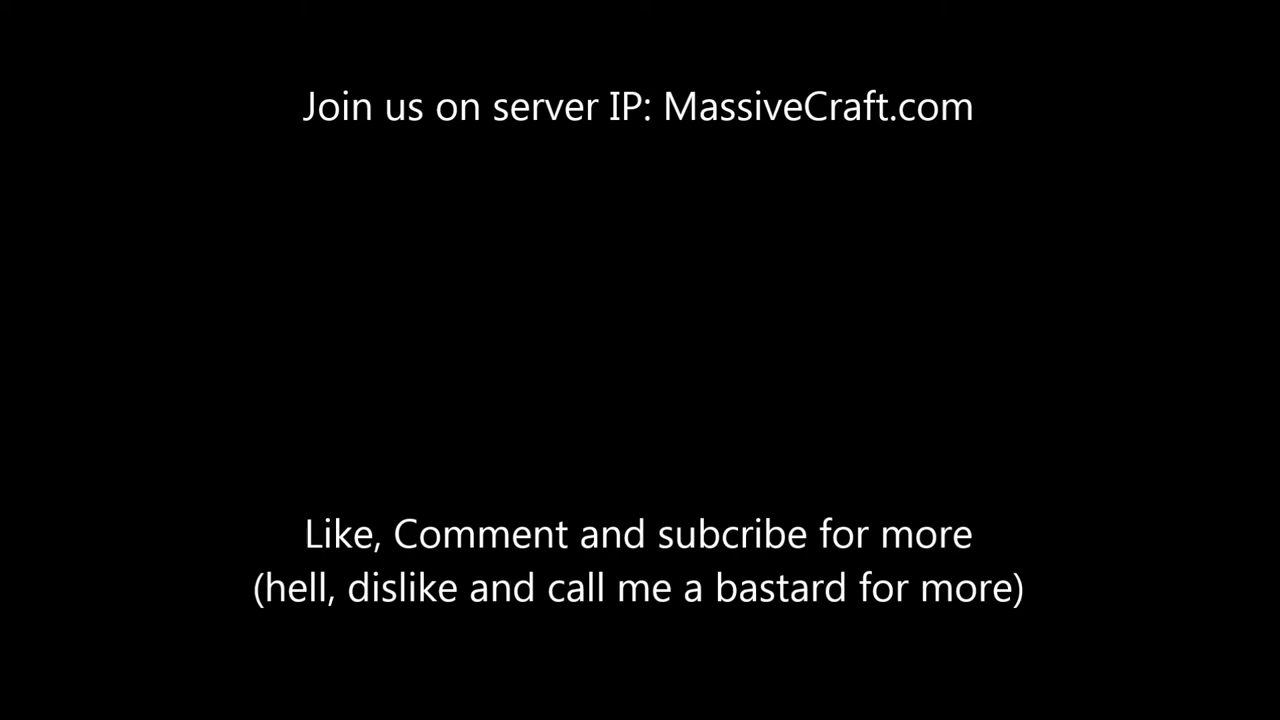 Join us on server IP: MassiveCraft.com
Like, Comment and subcribe for more
(hell, dislike and call me a bastard for more)